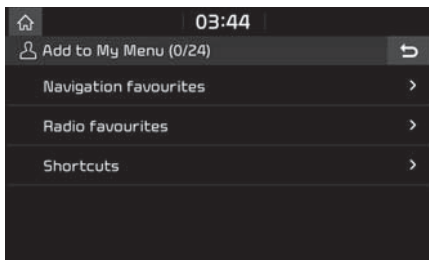 03:44
Add to My Menu (0/24)
Navigation favourites
Radio favourites
Shortcuts